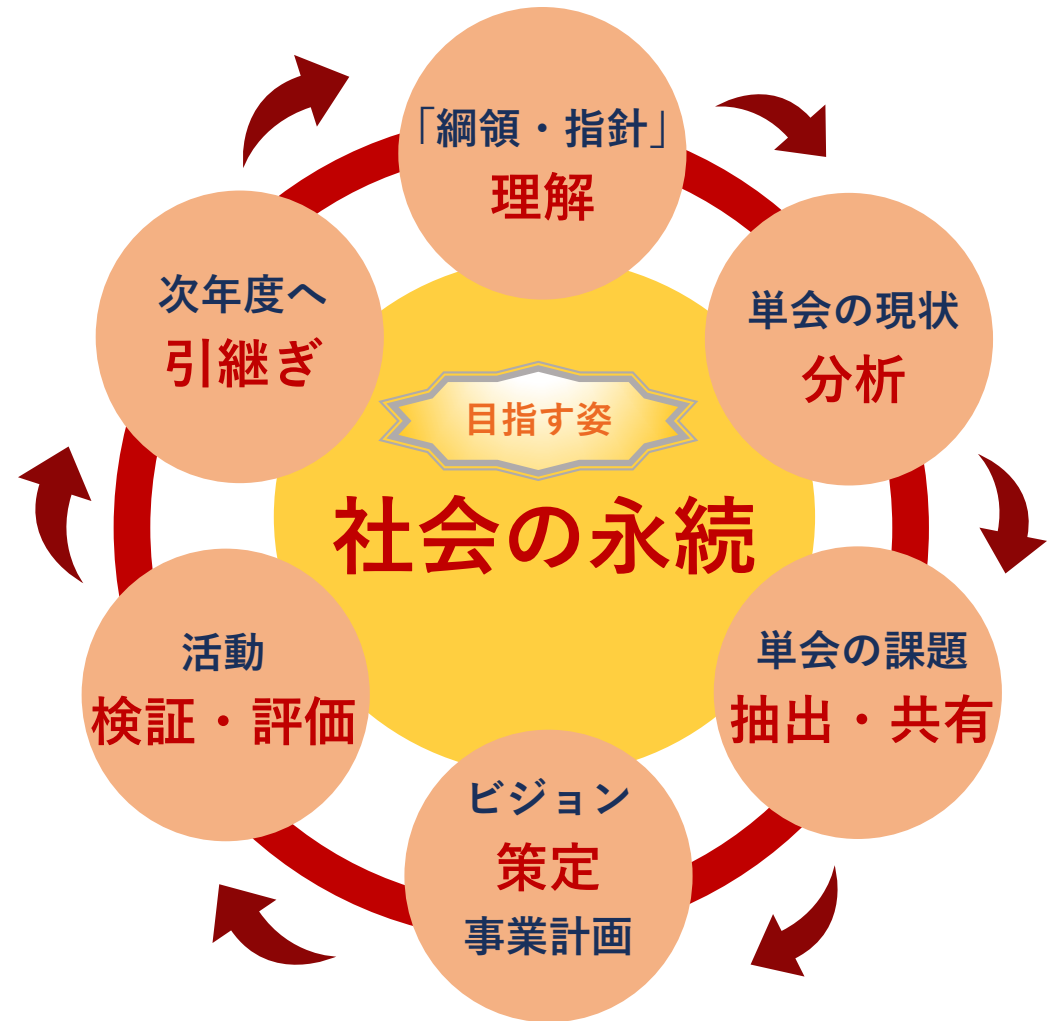 「綱領・指針」
理解
単会の現状
分析
単会の課題
抽出・共有
ビジョン
策定
事業計画
活動
検証・評価
次年度へ
引継ぎ
目指す姿
社会の永続